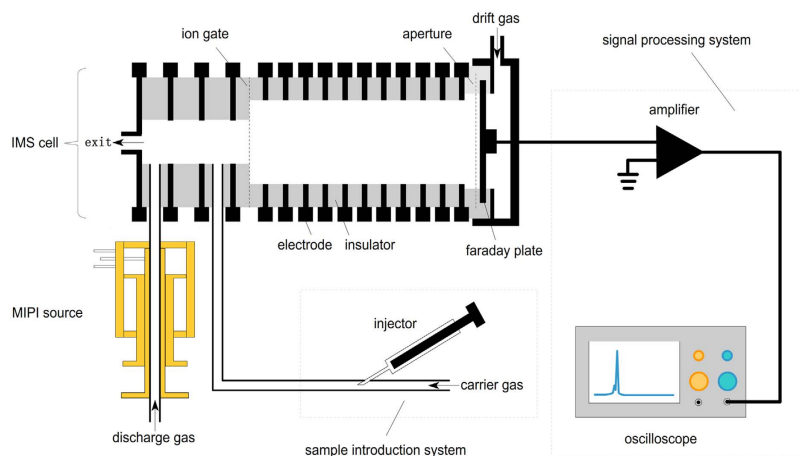 drift gas
ion gate
aperture
signal processing system
amplifier
IMS cell
exit
faraday plate
electrode
insulator
MIPI source
injector
carrier gas
discharge gas
sample introduction system
oscilloscope